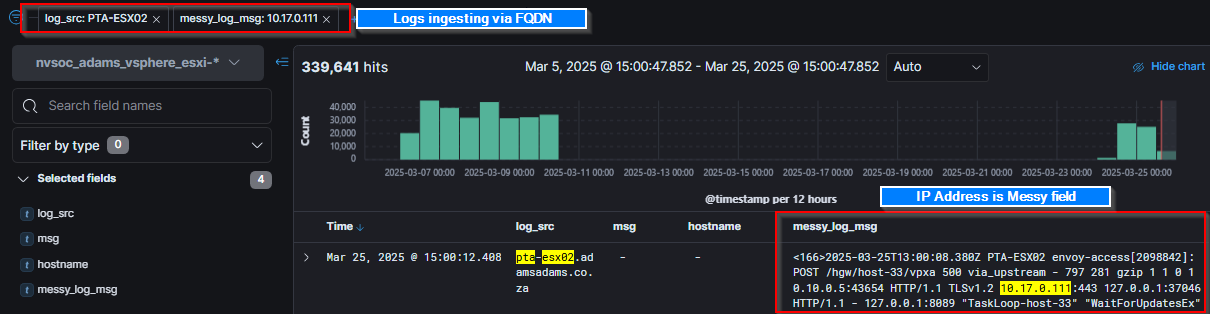 log_src: PTA-ESX02 × messy_log_msg: 10.17.0.111 × Logs ingesting via FQDN
nvsoc_adams_vsphere_esxi-*
339,641 hits Mar 5, 2025 @ 15:00:47.852 - Mar 25, 2025 @ 15:00:47.852 Auto Hide chart
Search field names
Filter by type 0
Selected fields 4
log_src
msg
hostname
messy_log_msg
Count
40,000
30,000
20,000
10,000
0
2025-03-07 00:00 2025-03-09 00:00 2025-03-11 00:00 2025-03-13 00:00 2025-03-15 00:00 2025-03-17 00:00 2025-03-19 00:00 2025-03-21 00:00 2025-03-23 00:00 2025-03-25 00:00
@timestamp per 12 hours
IP Address is Messy field
Time log_src msg hostname messy_log_msg
Mar 25, 2025 @ 15:00:12.408 pta-esx02.ad - - <166>2025-03-25T13:00:08.380Z PTA-ESX02 envoy-access[2098842]:
amsadams.co. POST /hgw/host-33/vpxa 500 via_upstream - 797 281 gzip 1 1 0 1
za 0.10.0.5:43654 HTTP/1.1 TLSv1.2 10.17.0.111:443 127.0.0.1:37046
HTTP/1.1 - 127.0.0.1:8089 "TaskLoop-host-33" "WaitForUpdatesEx"